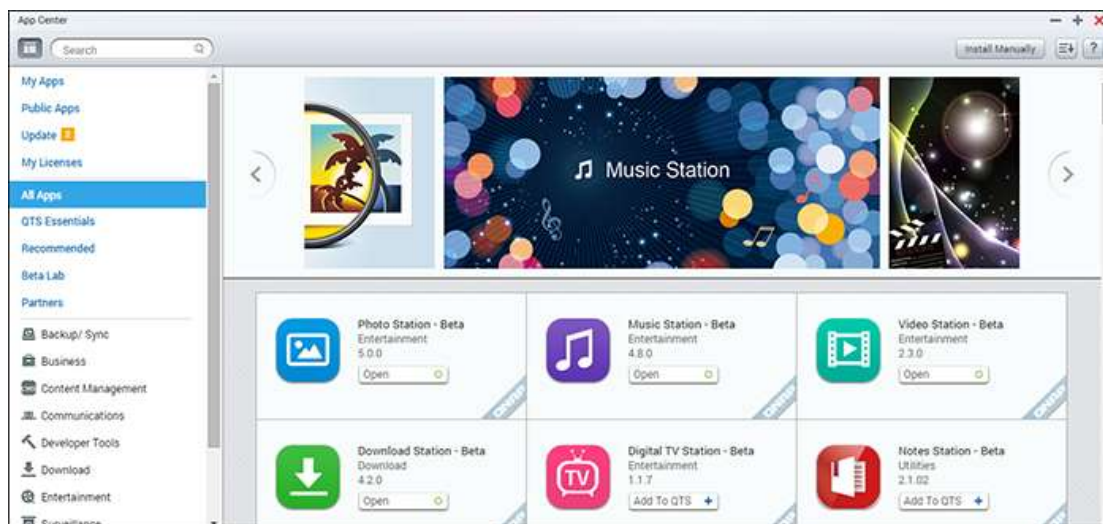 App Center
Search
Install Manually
?
My Apps
Public Apps
Update
My Licenses
All Apps
QTS Essentials
Recommended
Beta Lab
Partners
Backup/ Sync
Business
Content Management
Communications
Developer Tools
Download
Entertainment
Surveillance
Music Station
Photo Station - Beta
Entertainment
5.0.0
Open
Music Station - Beta
Entertainment
4.8.0
Open
Video Station - Beta
Entertainment
2.3.0
Open
Download Station - Beta
Download
4.2.0
Open
TV
Digital TV Station - Beta
Entertainment
1.1.7
Add To QTS +
Notes Station - Beta
Utilities
2.1.02
Add To QTS +